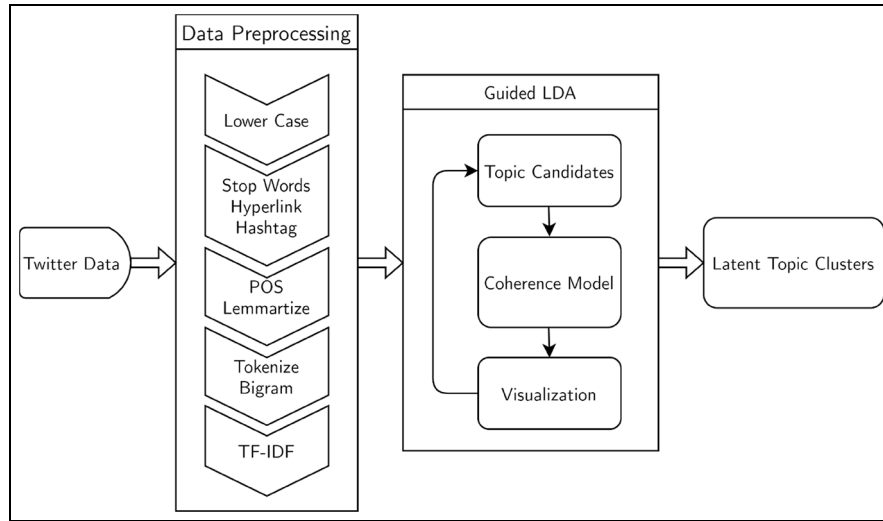 Twitter Data
Data Preprocessing
Lower Case
Stop Words
Hyperlink
Hashtag
POS
Lemmartize
Tokenize
Bigram
TF-IDF
Guided LDA
Topic Candidates
Coherence Model
Visualization
Latent Topic Clusters